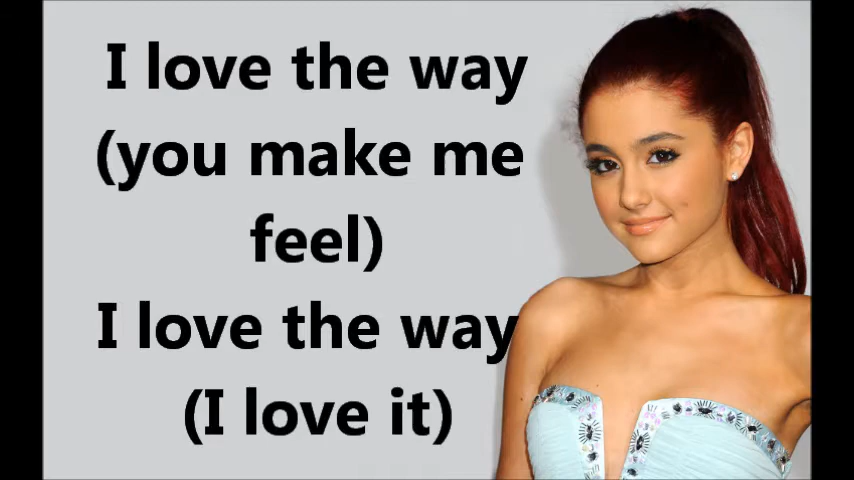 I love the way
(you make me
feel)
I love the way
(I love it)